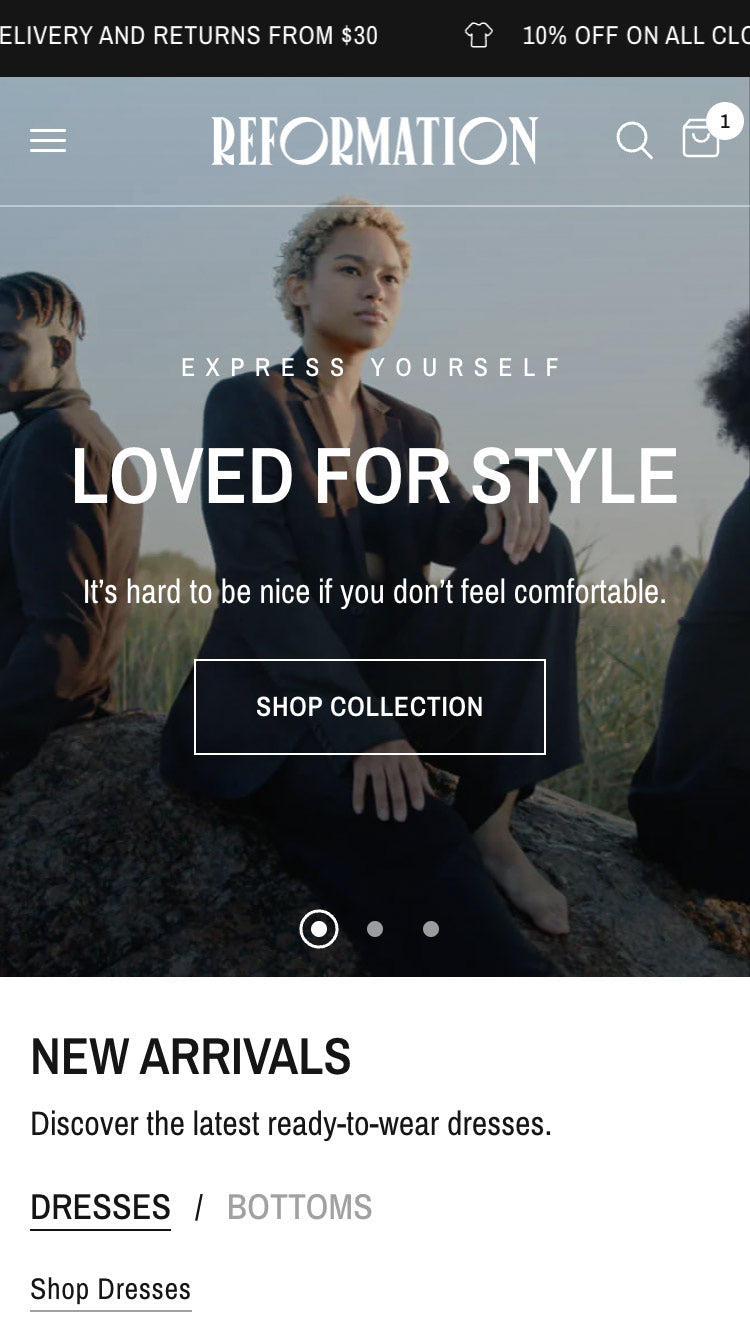 DELIVERY AND RETURNS FROM $30
10% OFF ON ALL
REFORMATION
1
EXPRESS YOURSELF
LOVED FOR STYLE
It’s hard to be nice if you don’t feel comfortable.
SHOP COLLECTION
NEW ARRIVALS
Discover the latest ready-to-wear dresses.
DRESSES / BOTTOMS
Shop Dresses